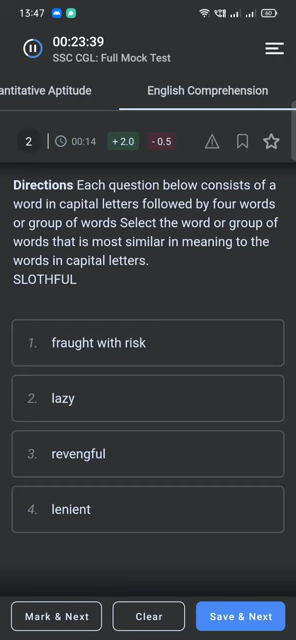 13:47
60
00:23:39
SSC CGL: Full Mock Test
antitative Aptitude English Comprehension
2 00:14 + 2.0 - 0.5
Directions Each question below consists of a
word in capital letters followed by four words
or group of words Select the word or group of
words that is most similar in meaning to the
words in capital letters.
SLOTHFUL
1. fraught with risk
2. lazy
3. revengful
4. lenient
Mark & Next Clear Save & Next